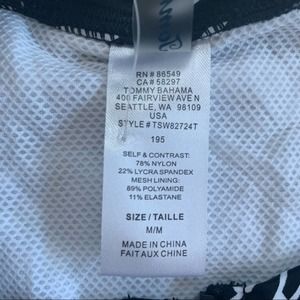 RN # 86549
CA # 58297
TOMMY BAHAMA
400 FAIRVIEW AVE N
SEATTLE, WA 98109
USA
STYLE # TSW82724T
195
SELF & CONTRAST:
78% NYLON
22% LYCRA SPANDEX
MESH LINING:
89% POLYAMIDE
11% ELASTANE
SIZE / TAILLE
M/M
MADE IN CHINA
FAIT AUX CHINE